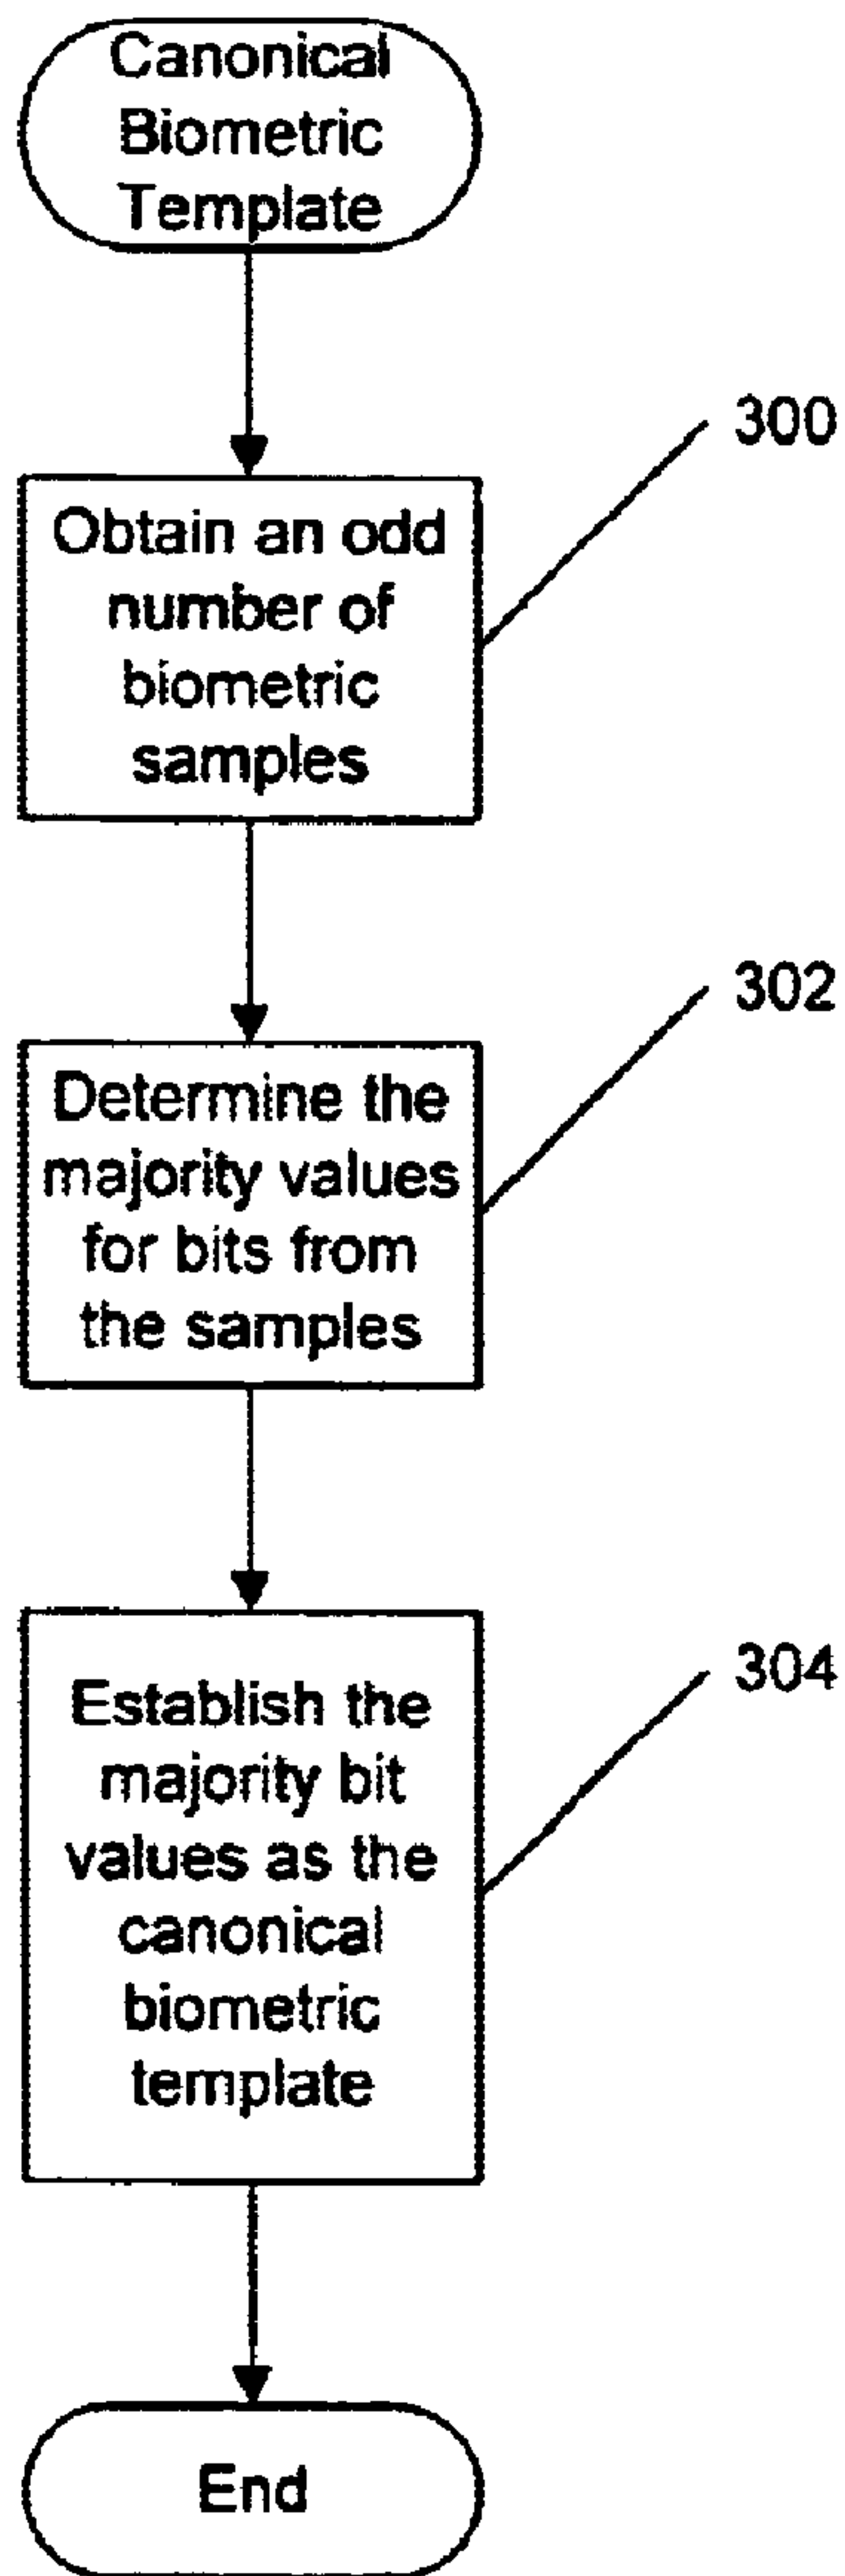 Canonical
Biometric
Template
300
Obtain an odd
number of
biometric
samples
302
Determine the
majority values
for bits from
the samples
304
Establish the
majority bit
values as the
canonical
biometric
template
End